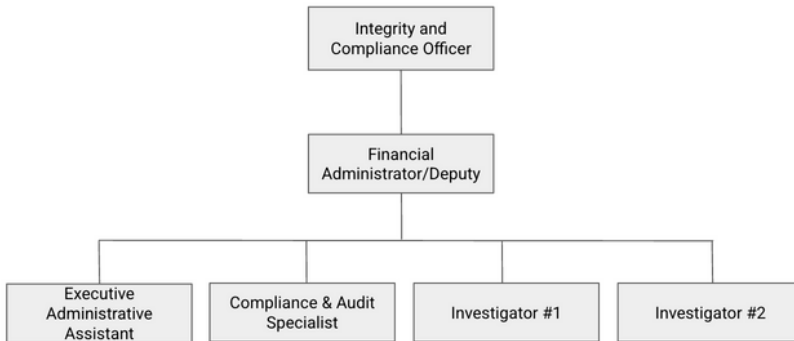 Integrity and
Compliance Officer
Financial
Administrator/Deputy
Executive
Administrative
Assistant
Compliance & Audit
Specialist
Investigator #1
Investigator #2